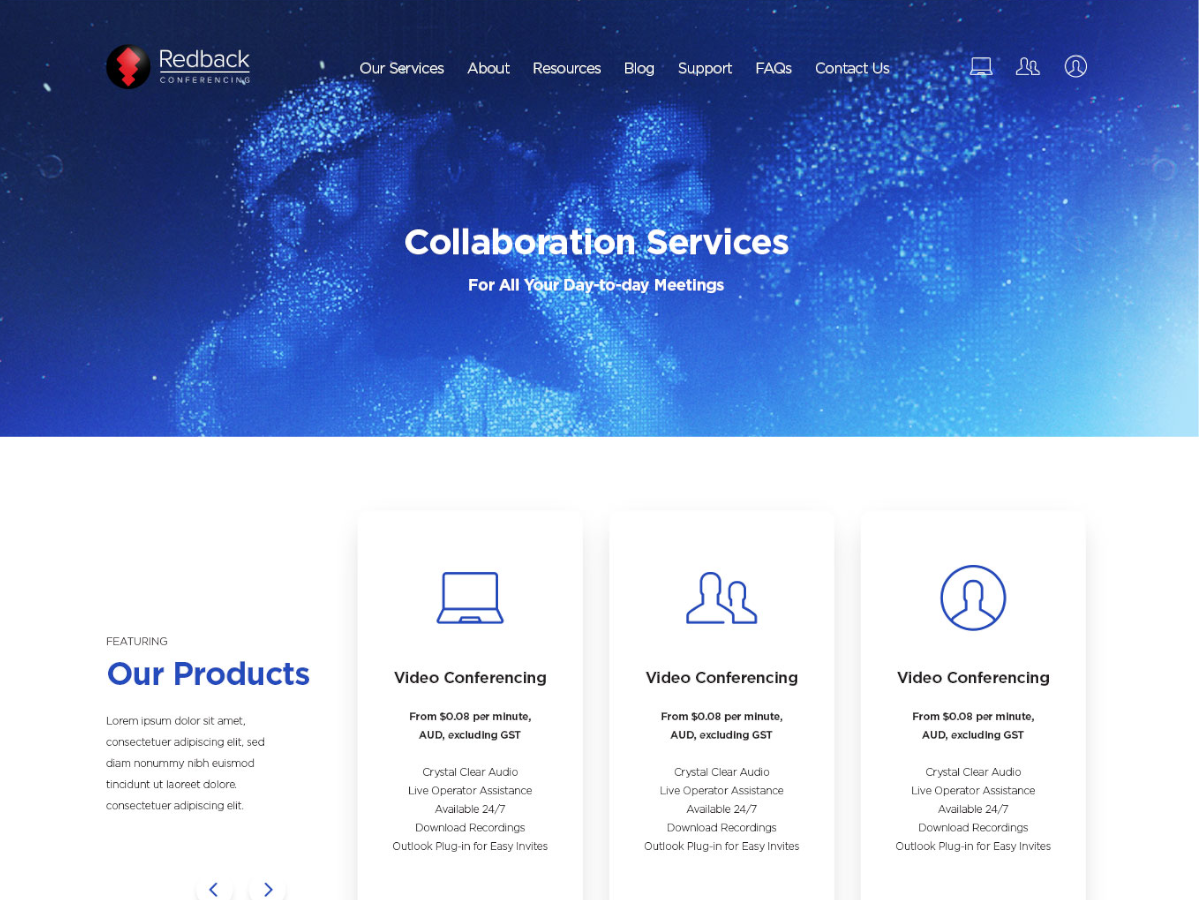 Redback
CONFERENCING
Our Services About Resources Blog Support FAQs Contact Us
Collaboration Services
For All Your Day-to-day Meetings
FEATURING
Our Products
Lorem ipsum dolor sit amet,
consectetuer adipiscing elit, sed
diam nonummy nibh euismod
tincidunt ut laoreet dolore.
consectetuer adipiscing elit.
Video Conferencing
From $0.08 per minute,
AUD, excluding GST
Crystal Clear Audio
Live Operator Assistance
Available 24/7
Download Recordings
Outlook Plug-in for Easy Invites
Video Conferencing
From $0.08 per minute,
AUD, excluding GST
Crystal Clear Audio
Live Operator Assistance
Available 24/7
Download Recordings
Outlook Plug-in for Easy Invites
Video Conferencing
From $0.08 per minute,
AUD, excluding GST
Crystal Clear Audio
Live Operator Assistance
Available 24/7
Download Recordings
Outlook Plug-in for Easy Invites